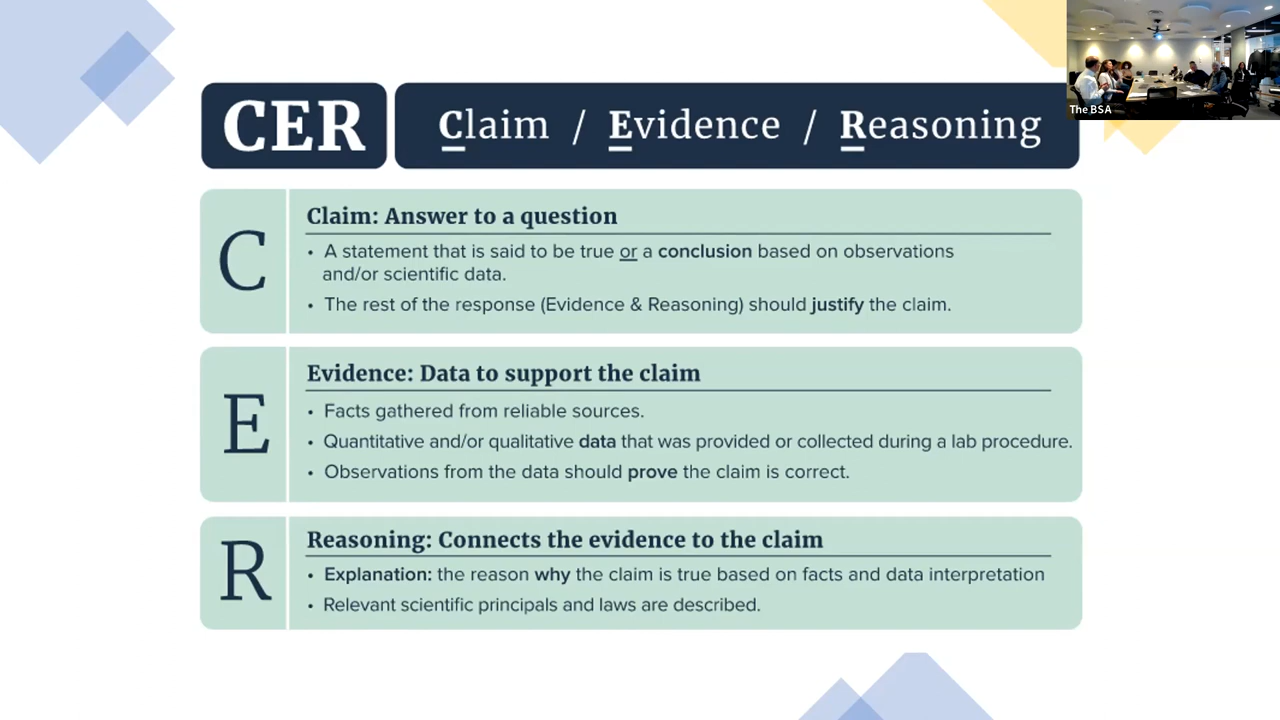 The BSA
CER
Claim / Evidence / Reasoning
C
Claim: Answer to a question
• A statement that is said to be true or a conclusion based on observations
and/or scientific data.
• The rest of the response (Evidence & Reasoning) should justify the claim.
E
Evidence: Data to support the claim
• Facts gathered from reliable sources.
• Quantitative and/or qualitative data that was provided or collected during a lab procedure.
• Observations from the data should prove the claim is correct.
R
Reasoning: Connects the evidence to the claim
• Explanation: the reason why the claim is true based on facts and data interpretation
• Relevant scientific principals and laws are described.